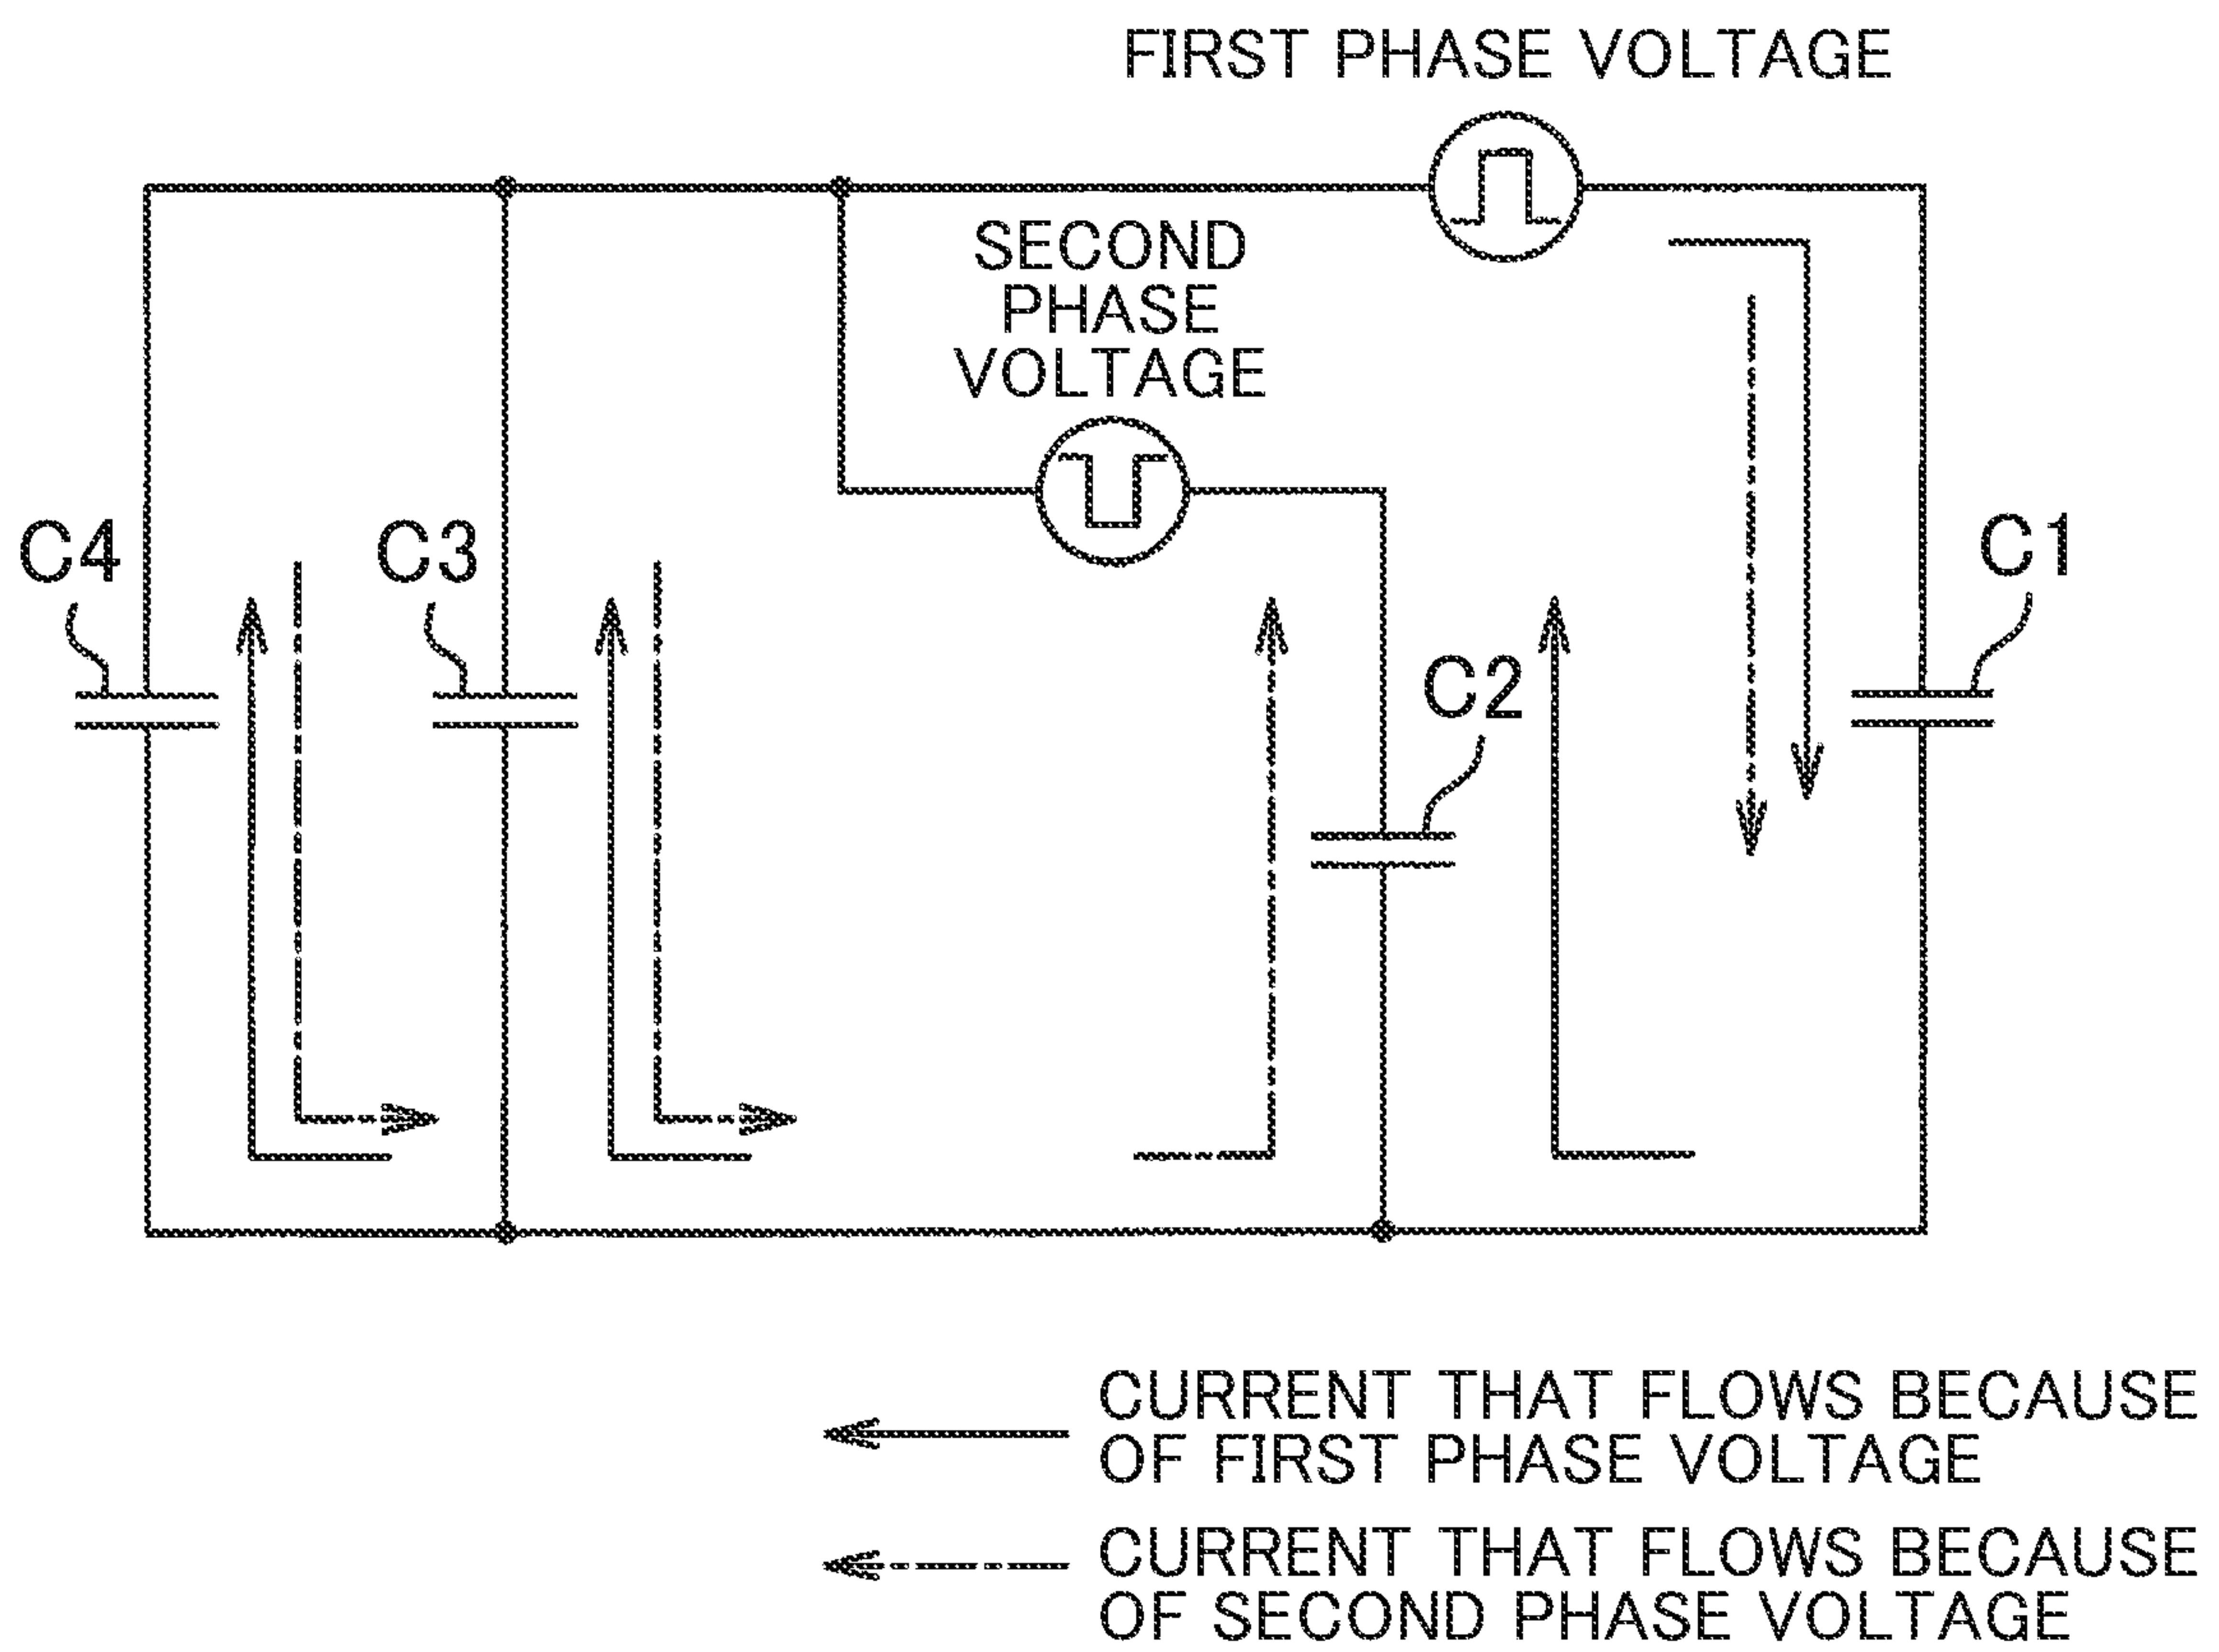 FIRST PHASE VOLTAGE
SECOND
PHASE
VOLTAGE
C4
C3
C1
C2
CURRENT THAT FLOWS BECAUSE
OF FIRST PHASE VOLTAGE
CURRENT THAT FLOWS BECAUSE
OF SECOND PHASE VOLTAGE